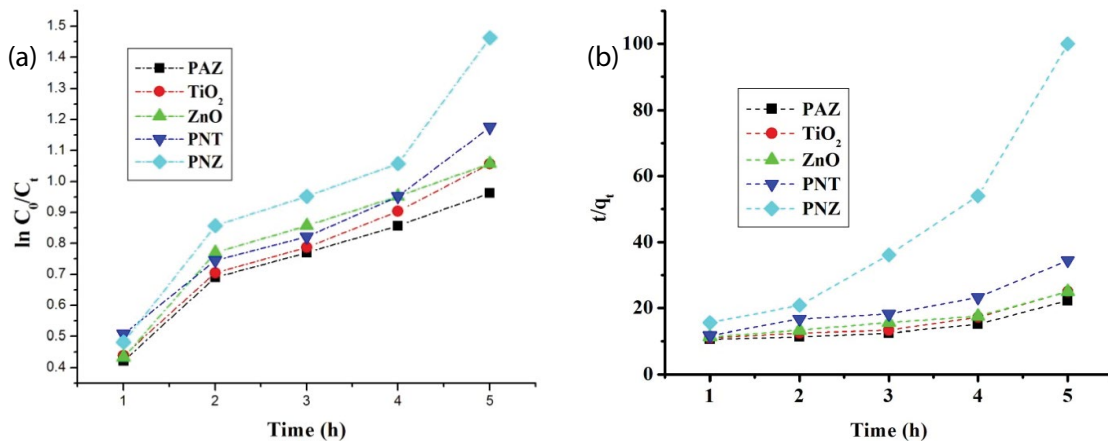 (a)
ln C₀/Cₜ
1.5
1.4
1.3
1.2
1.1
1.0
0.9
0.8
0.7
0.6
0.5
0.4
PAZ
TiO₂
ZnO
PNT
PNZ
1 2 3 4 5
Time (h)
(b)
t/qₜ
100
80
60
40
20
0
PAZ
TiO₂
ZnO
PNT
PNZ
1 2 3 4 5
Time (h)